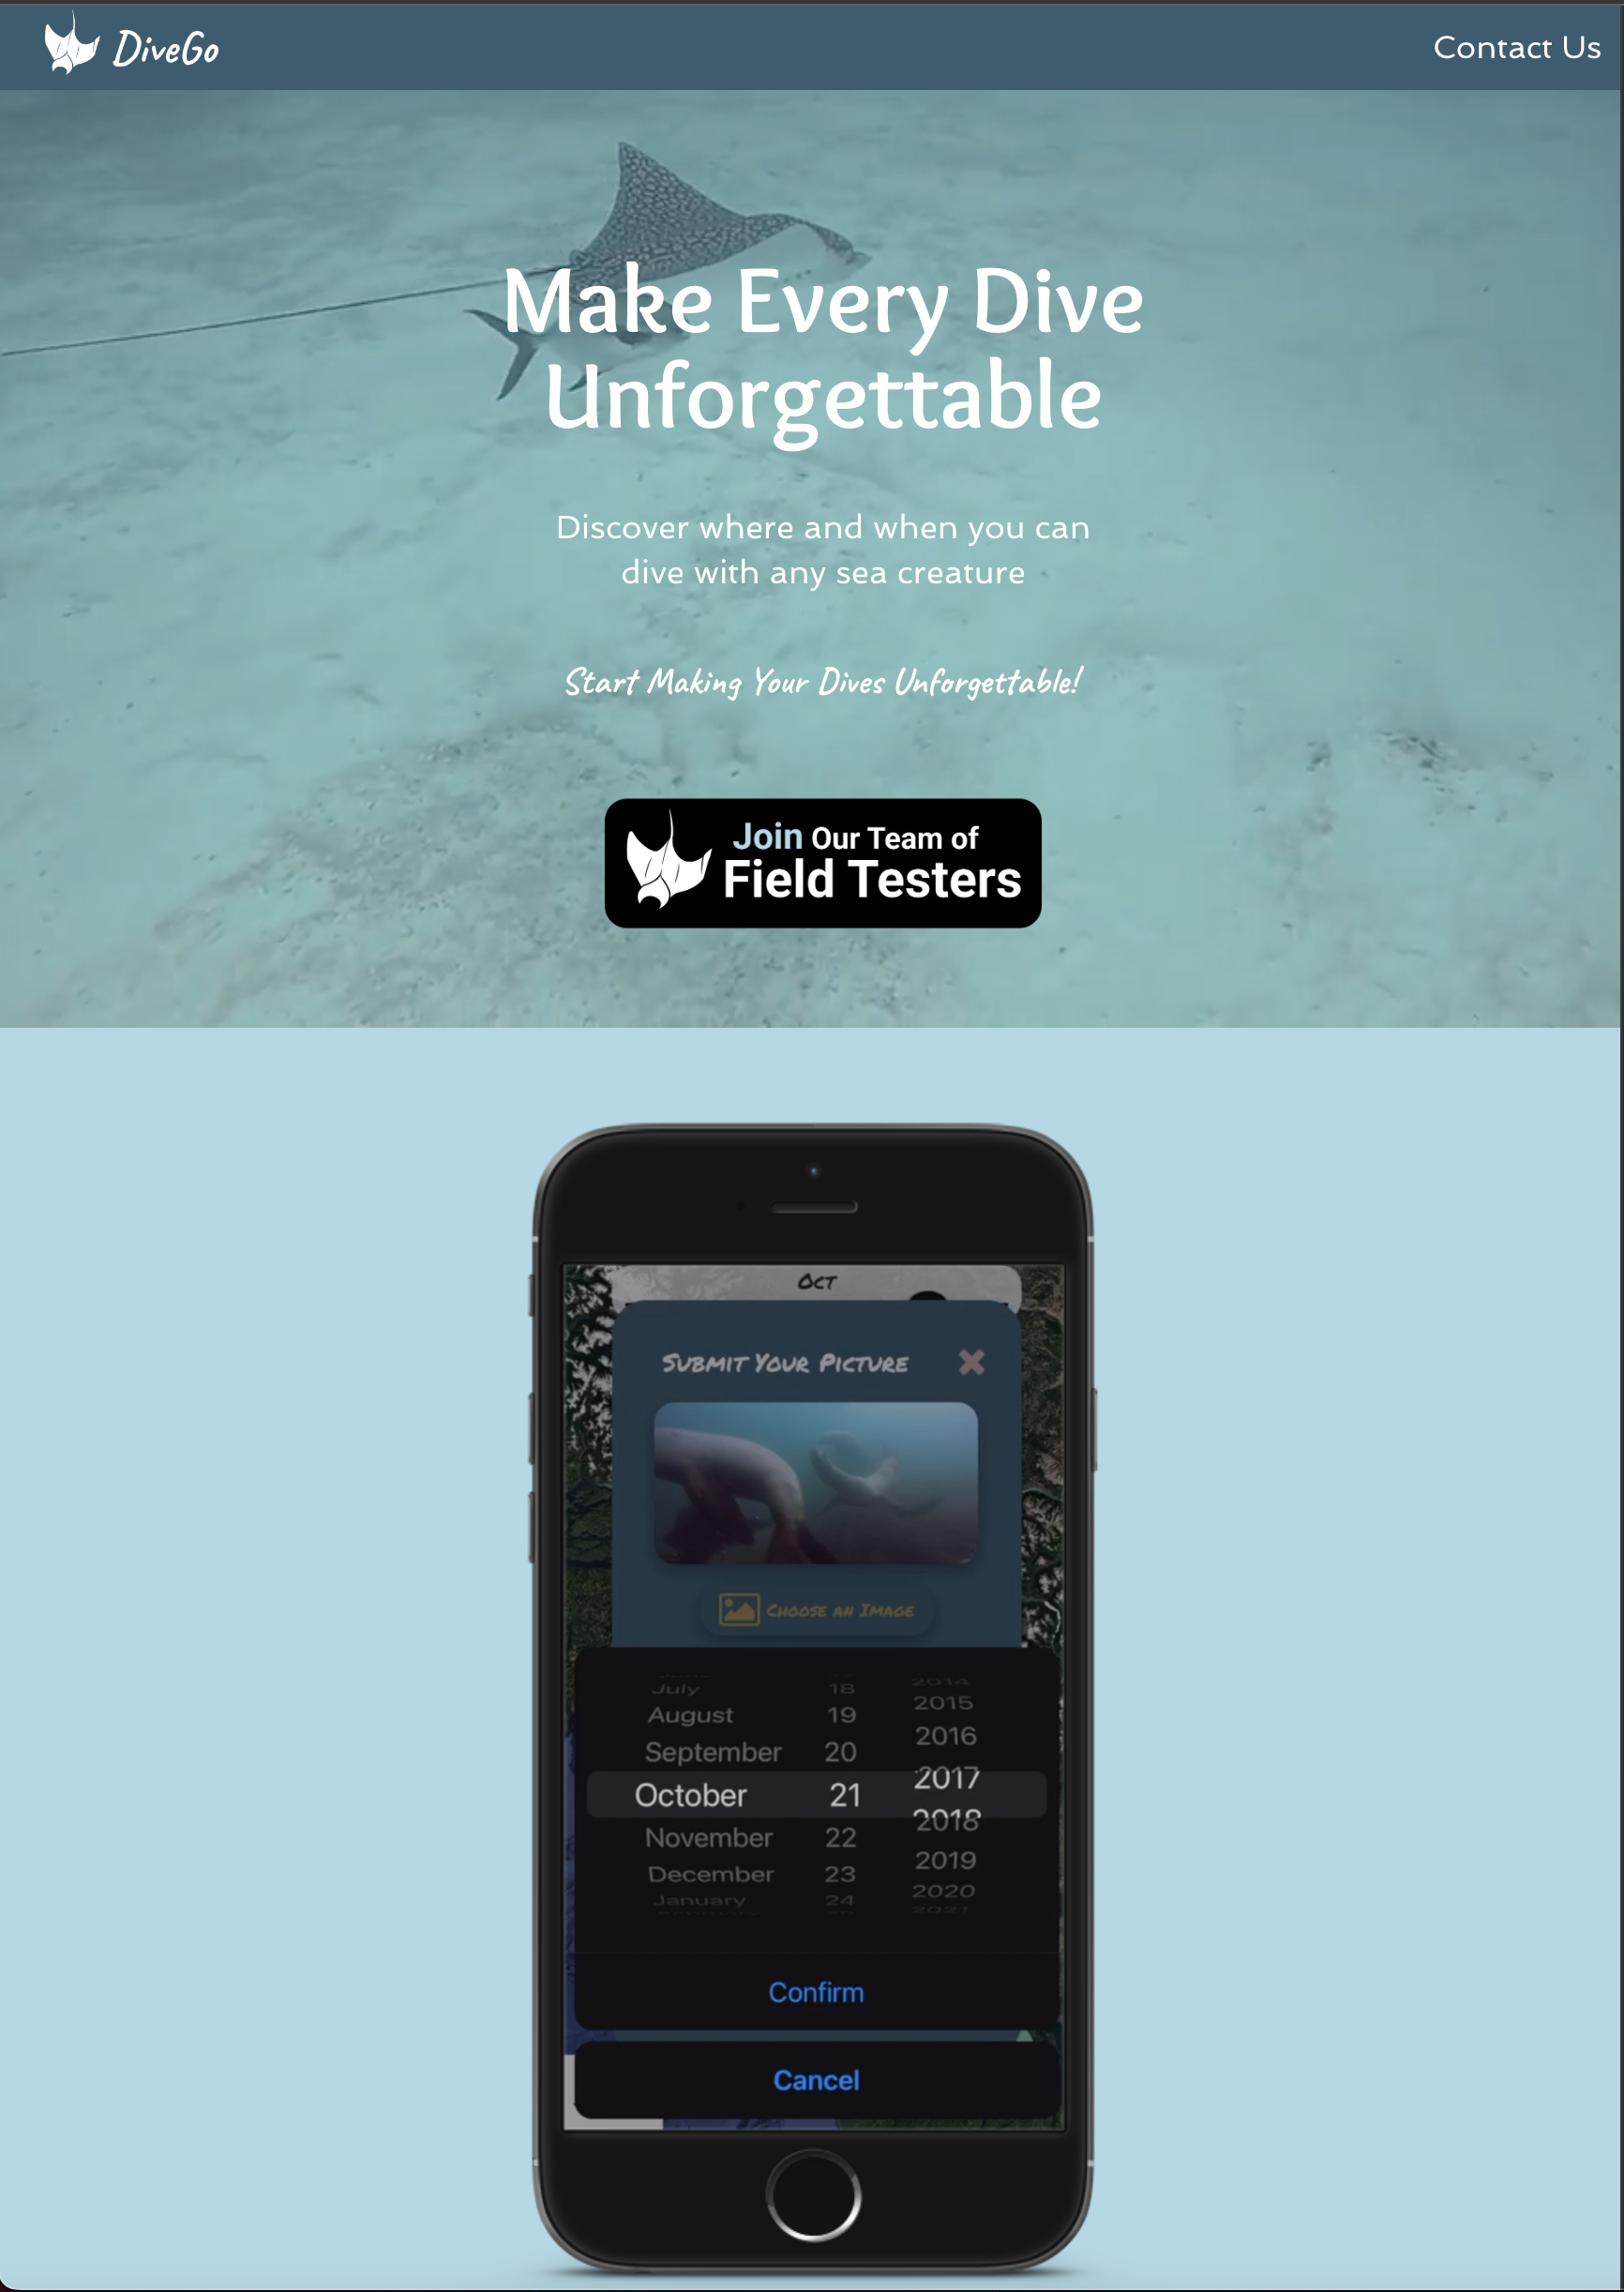 DiveGo
Contact Us
Make Every Dive
Unforgettable
Discover where and when you can
dive with any sea creature
Start Making Your Dives Unforgettable!
Join Our Team of
Field Testers
Oct
Submit Your Picture
Choose an Image
July 18 2014
August 19 2015
September 20 2016
October 21 2017
2018
November 22 2019
December 23 2020
January 24 2021
Confirm
Cancel